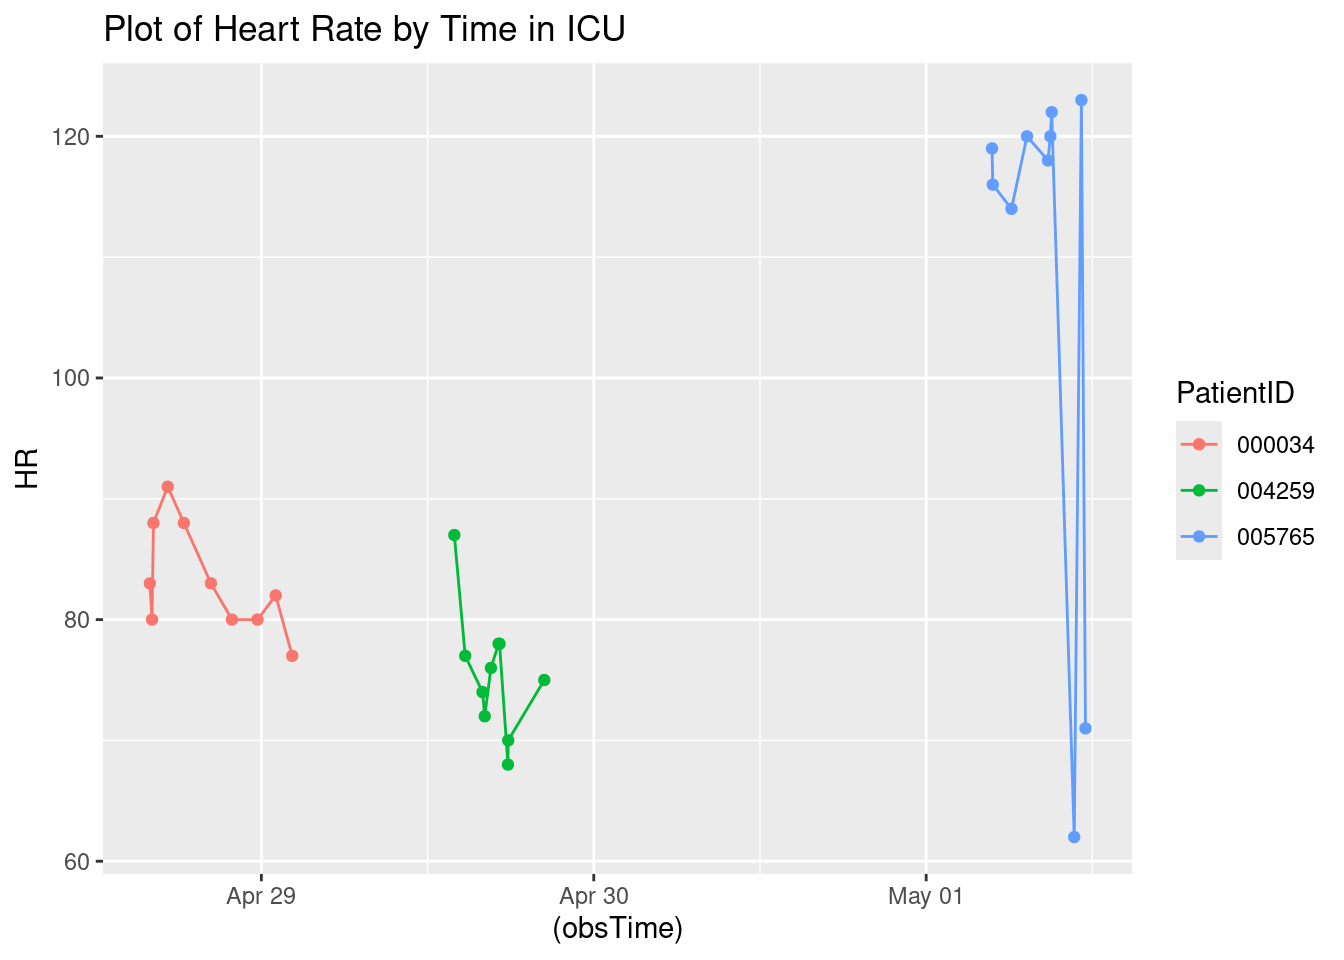 Plot of Heart Rate by Time in ICU
120
100
80
60
HR
Apr 29
Apr 30
May 01
(obsTime)
PatientID
000034
004259
005765